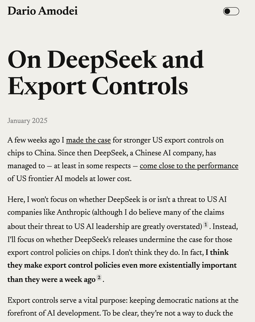 Dario Amodei
On DeepSeek and
Export Controls
January 2025
A few weeks ago I made the case for stronger US export controls on
chips to China. Since then DeepSeek, a Chinese AI company, has
managed to — at least in some respects — come close to the performance
of US frontier AI models at lower cost.
Here, I won't focus on whether DeepSeek is or isn't a threat to US AI
companies like Anthropic (although I do believe many of the claims
about their threat to US AI leadership are greatly overstated)1. Instead,
I'll focus on whether DeepSeek's releases undermine the case for those
export control policies on chips. I don't think they do. In fact, I think
they make export control policies even more existentially important
than they were a week ago2.
Export controls serve a vital purpose: keeping democratic nations at the
forefront of AI development. To be clear, they're not a way to duck the